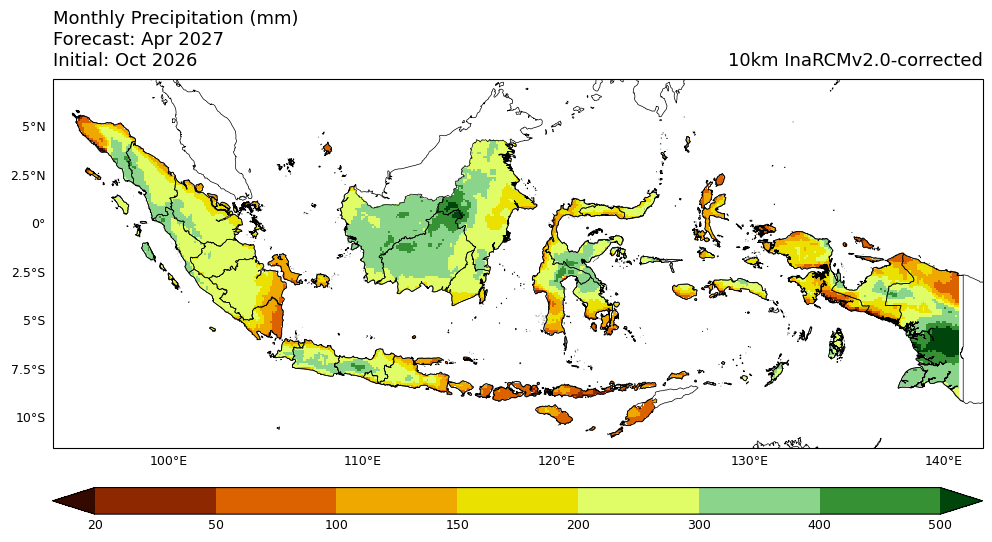 Monthly Precipitation (mm)
Forecast: Apr 2027
Initial: Oct 2026
10km InaRCMv2.0-corrected
5°N
2.5°N
0°
2.5°S
5°S
7.5°S
10°S
100°E 110°E 120°E 130°E 140°E
20 50 100 150 200 300 400 500